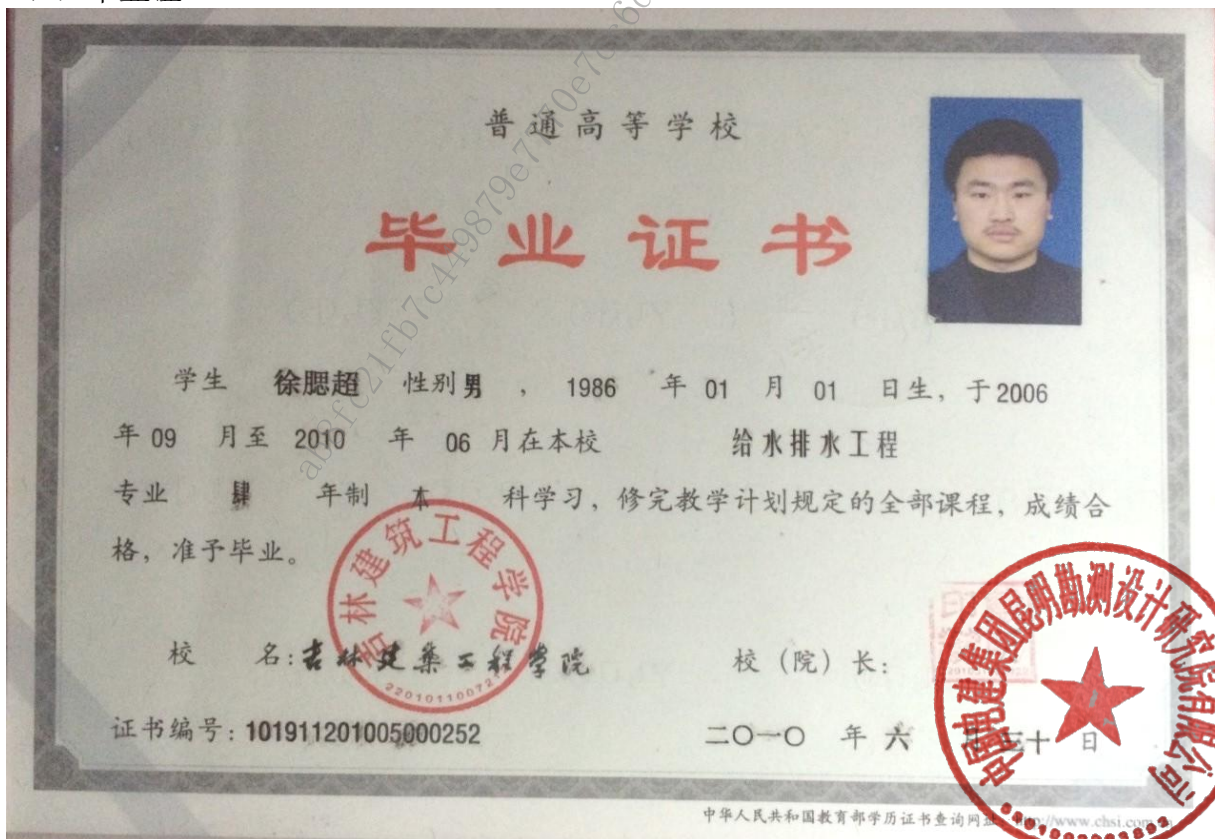 普通高等学校
毕业证书
学生 徐腮超 性别男 , 1986 年 01 月 01 日生, 于2006
年 09 月至 2010 年 06 月在本校 给水排水工程
专业 肆 年制 本 科学习, 修完教学计划规定的全部课程, 成绩合
格, 准予毕业。
吉林建筑工程学院
校 名: 吉林建筑工程学院 校（院）长:
证书编号: 101911201005000252 二〇一〇 年 六 月三十 日
中国电建集团昆明勘测设计研究院有限公司
中华人民共和国教育部学历证书查询网址